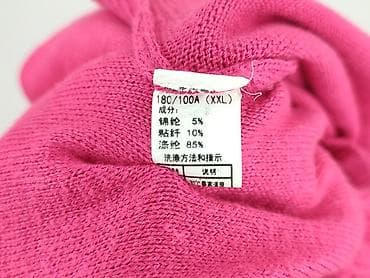 180/100A (XXL)
成分:
锦纶 5%
粘纤 10%
涤纶 85%
洗涤方法和图示
说明